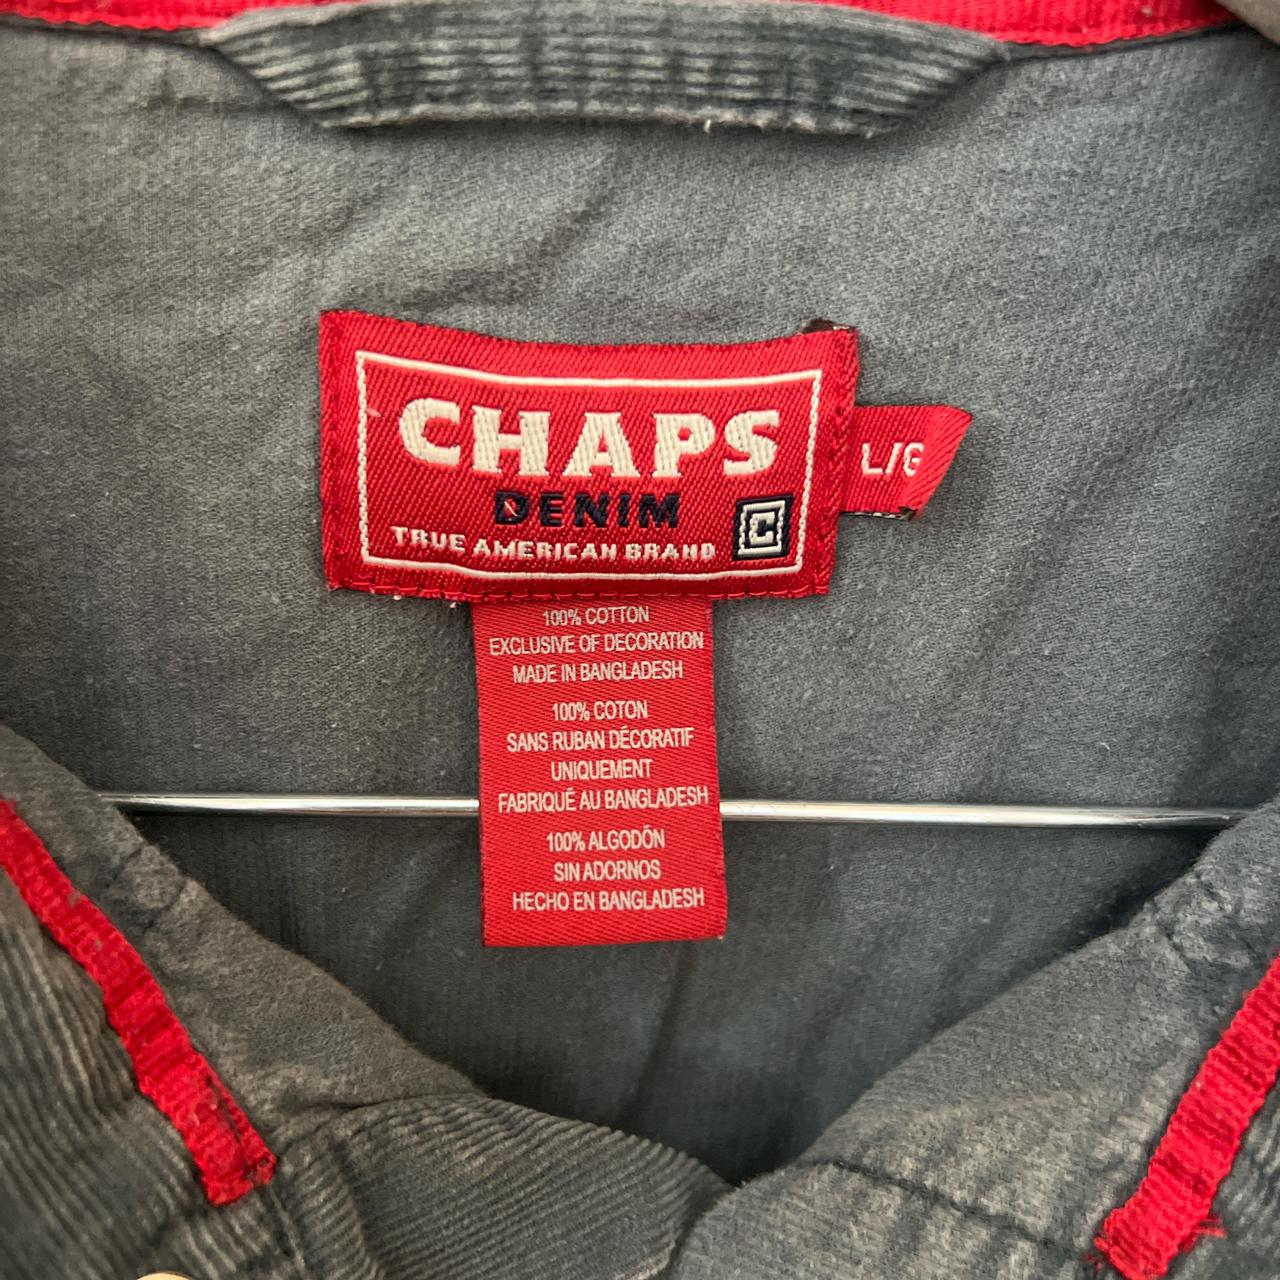 CHAPS
DENIM
C
TRUE AMERICAN BRAND
L/G
100% COTTON
EXCLUSIVE OF DECORATION
MADE IN BANGLADESH
100% COTON
SANS RUBAN DÉCORATIF
UNIQUEMENT
FABRIQUÉ AU BANGLADESH
100% ALGODÓN
SIN ADORNOS
HECHO EN BANGLADESH